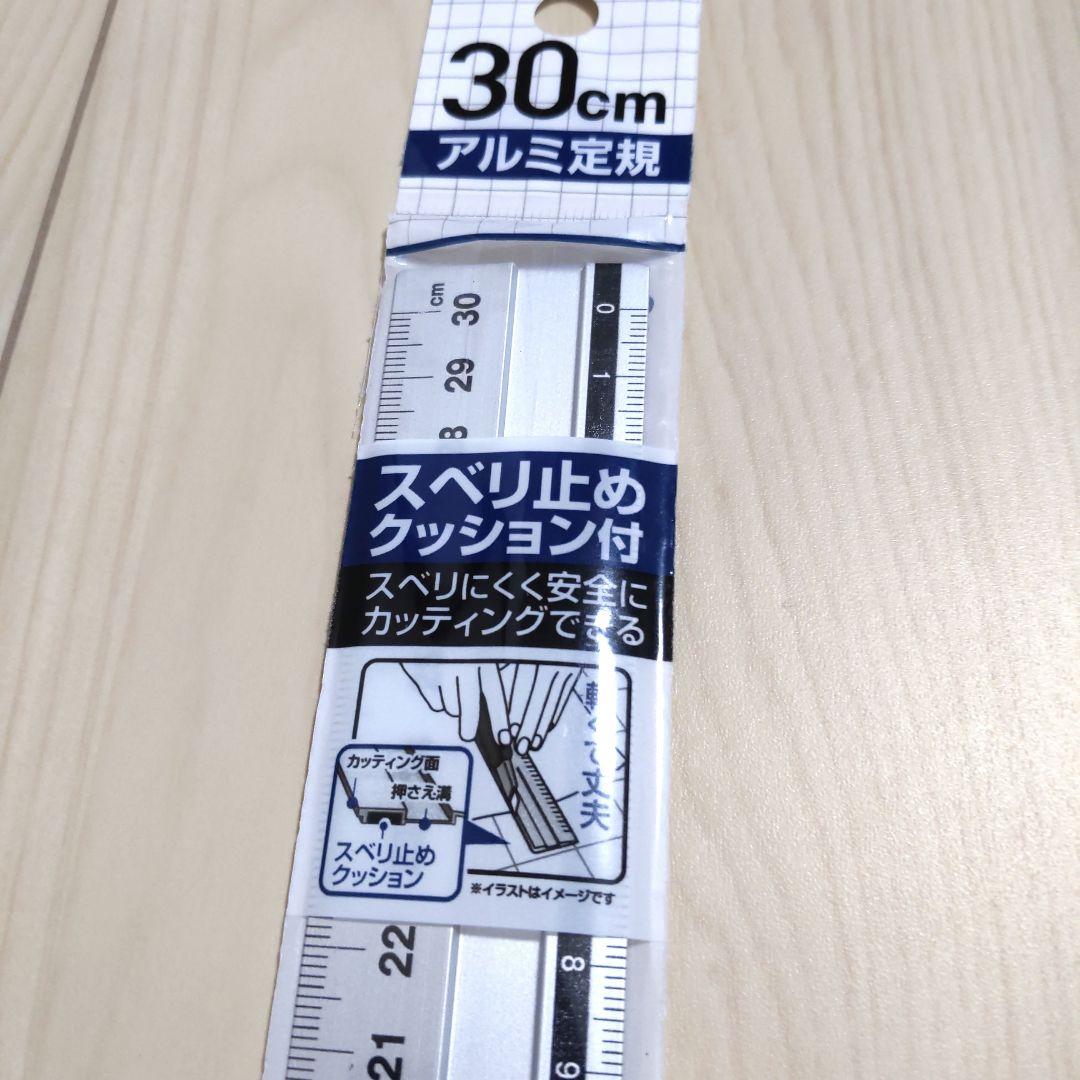 30cm
アルミ定規
cm
30
0
29
1
8
スベリ止め
クッション付
スベリにくく安全に
カッティングできる
カッティング面
押さえ溝
スベリ止め
クッション
※イラストはイメージです
22
8
21
9